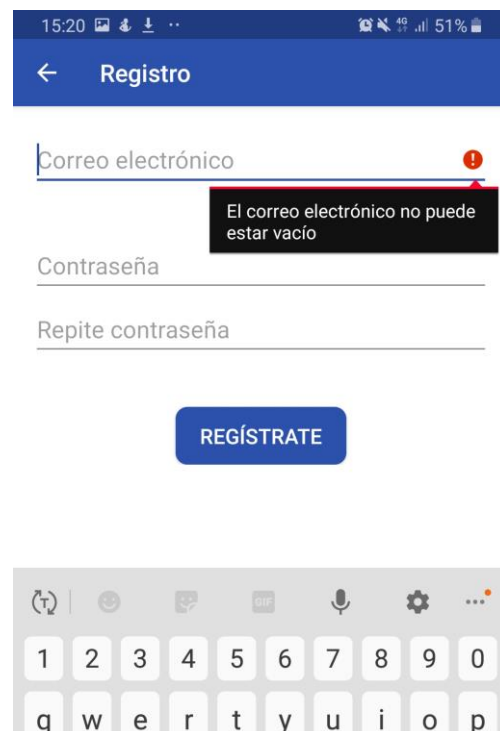 15:20 4G 51%
Registro
Correo electrónico
El correo electrónico no puede
estar vacío
Contraseña
Repite contraseña
REGÍSTRATE
T GIF
1 2 3 4 5 6 7 8 9 0
q w e r t y u i o p